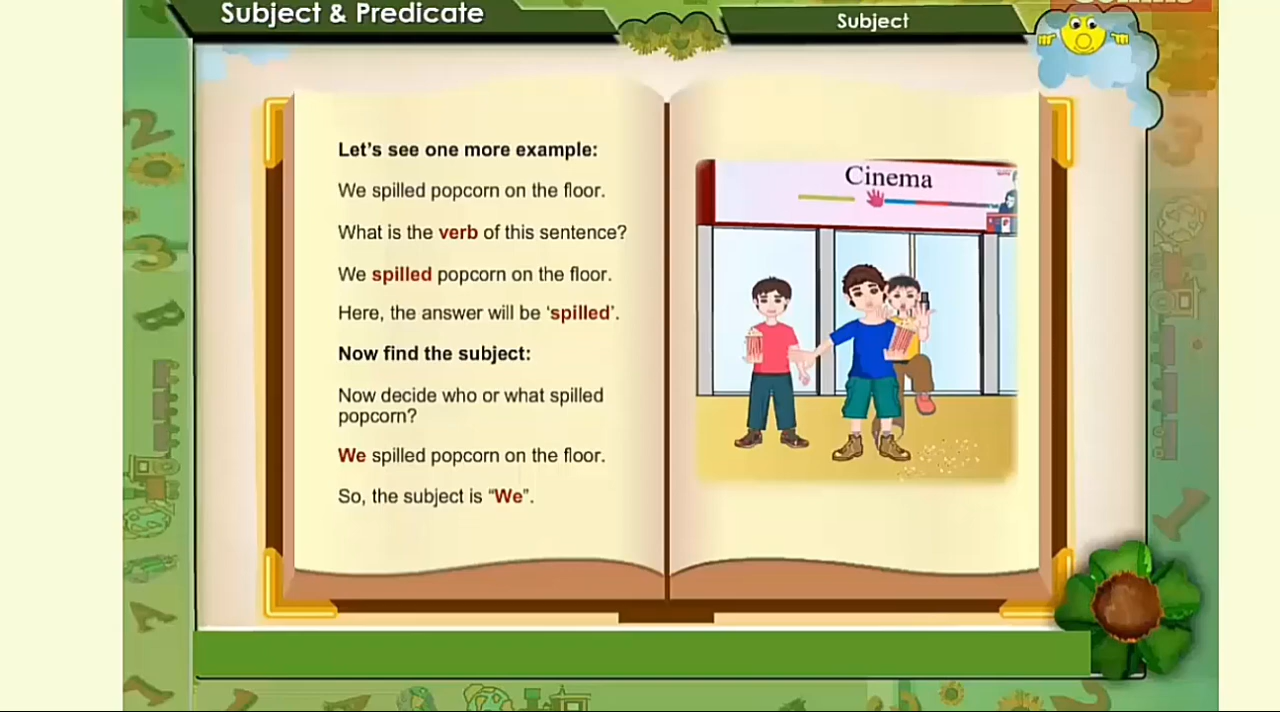 Subject & Predicate
Subject
Let's see one more example:
We spilled popcorn on the floor.
What is the verb of this sentence?
We spilled popcorn on the floor.
Here, the answer will be ‘spilled’.
Now find the subject:
Now decide who or what spilled
popcorn?
We spilled popcorn on the floor.
So, the subject is “We”.
Cinema